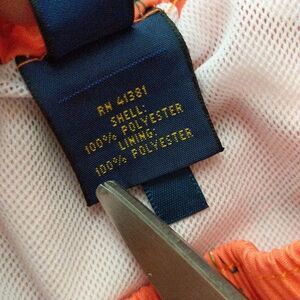 RN 41381
SHELL:
100% POLYESTER
LINING:
100% POLYESTER